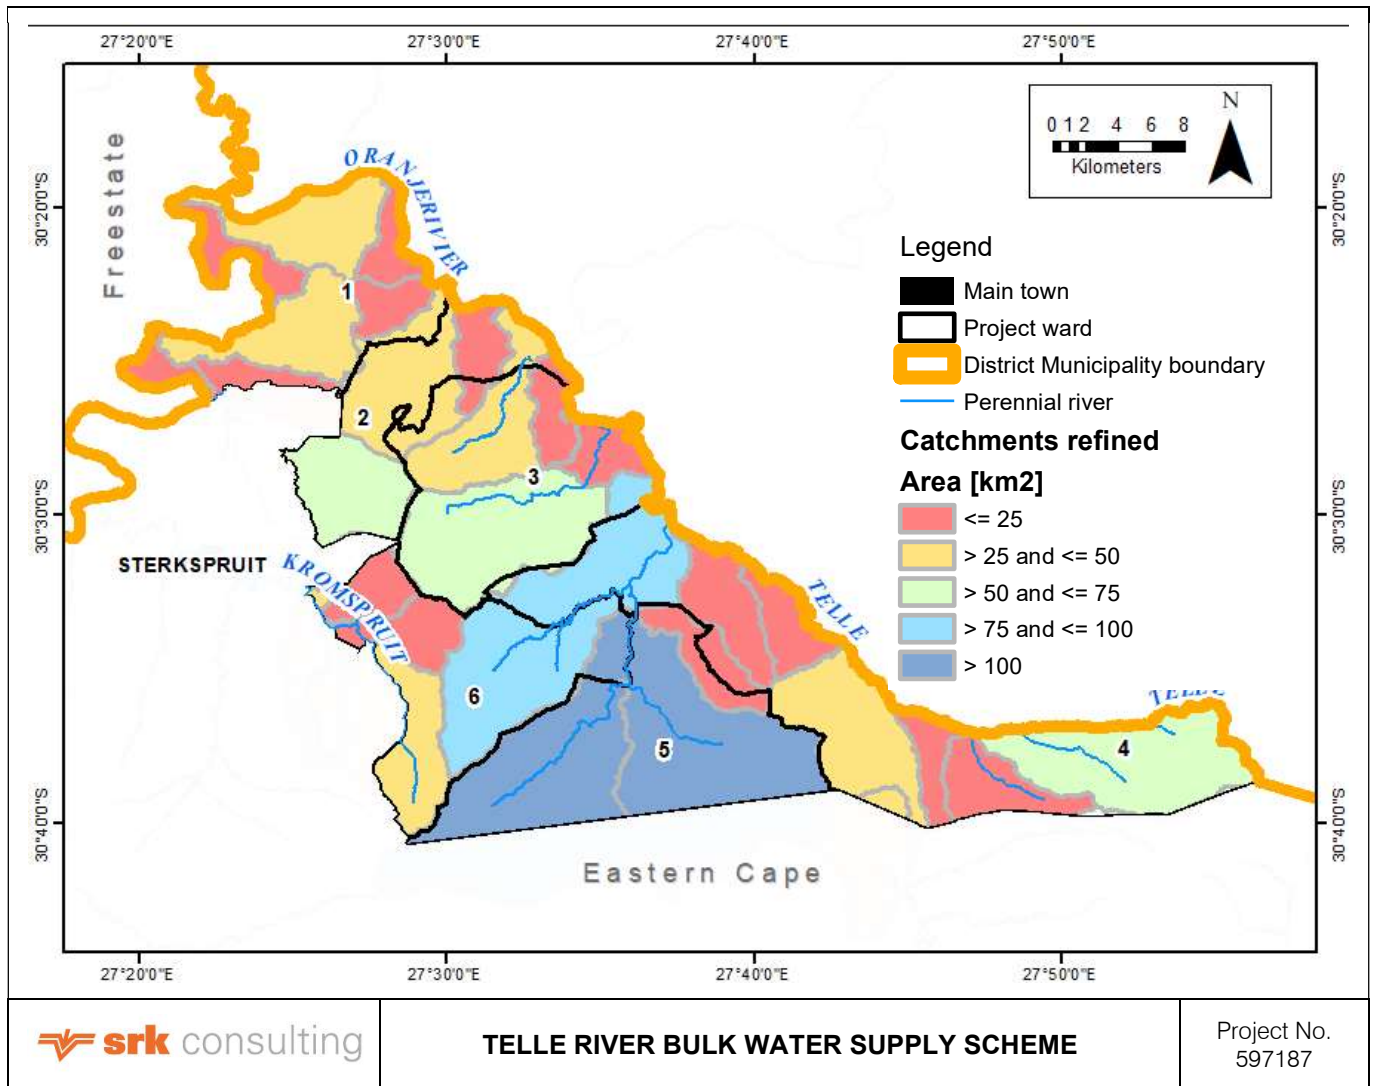 27°20'0"E 27°30'0"E 27°40'0"E 27°50'0"E
N
0 1 2 4 6 8
Kilometers
ORANJERIVIER
Freestate
30°20'0"S 30°20'0"S
Legend
Main town
Project ward
District Municipality boundary
Perennial river
Catchments refined
Area [km2]
<= 25
> 25 and <= 50
> 50 and <= 75
> 75 and <= 100
> 100
1
2
3
30°30'0"S 30°30'0"S
STERKSPRUIT
KROMSPRUIT
TELLE
6
5
4
TELLE
30°40'0"S 30°40'0"S
Eastern Cape
27°20'0"E 27°30'0"E 27°40'0"E 27°50'0"E
srk consulting
TELLE RIVER BULK WATER SUPPLY SCHEME
Project No.
597187